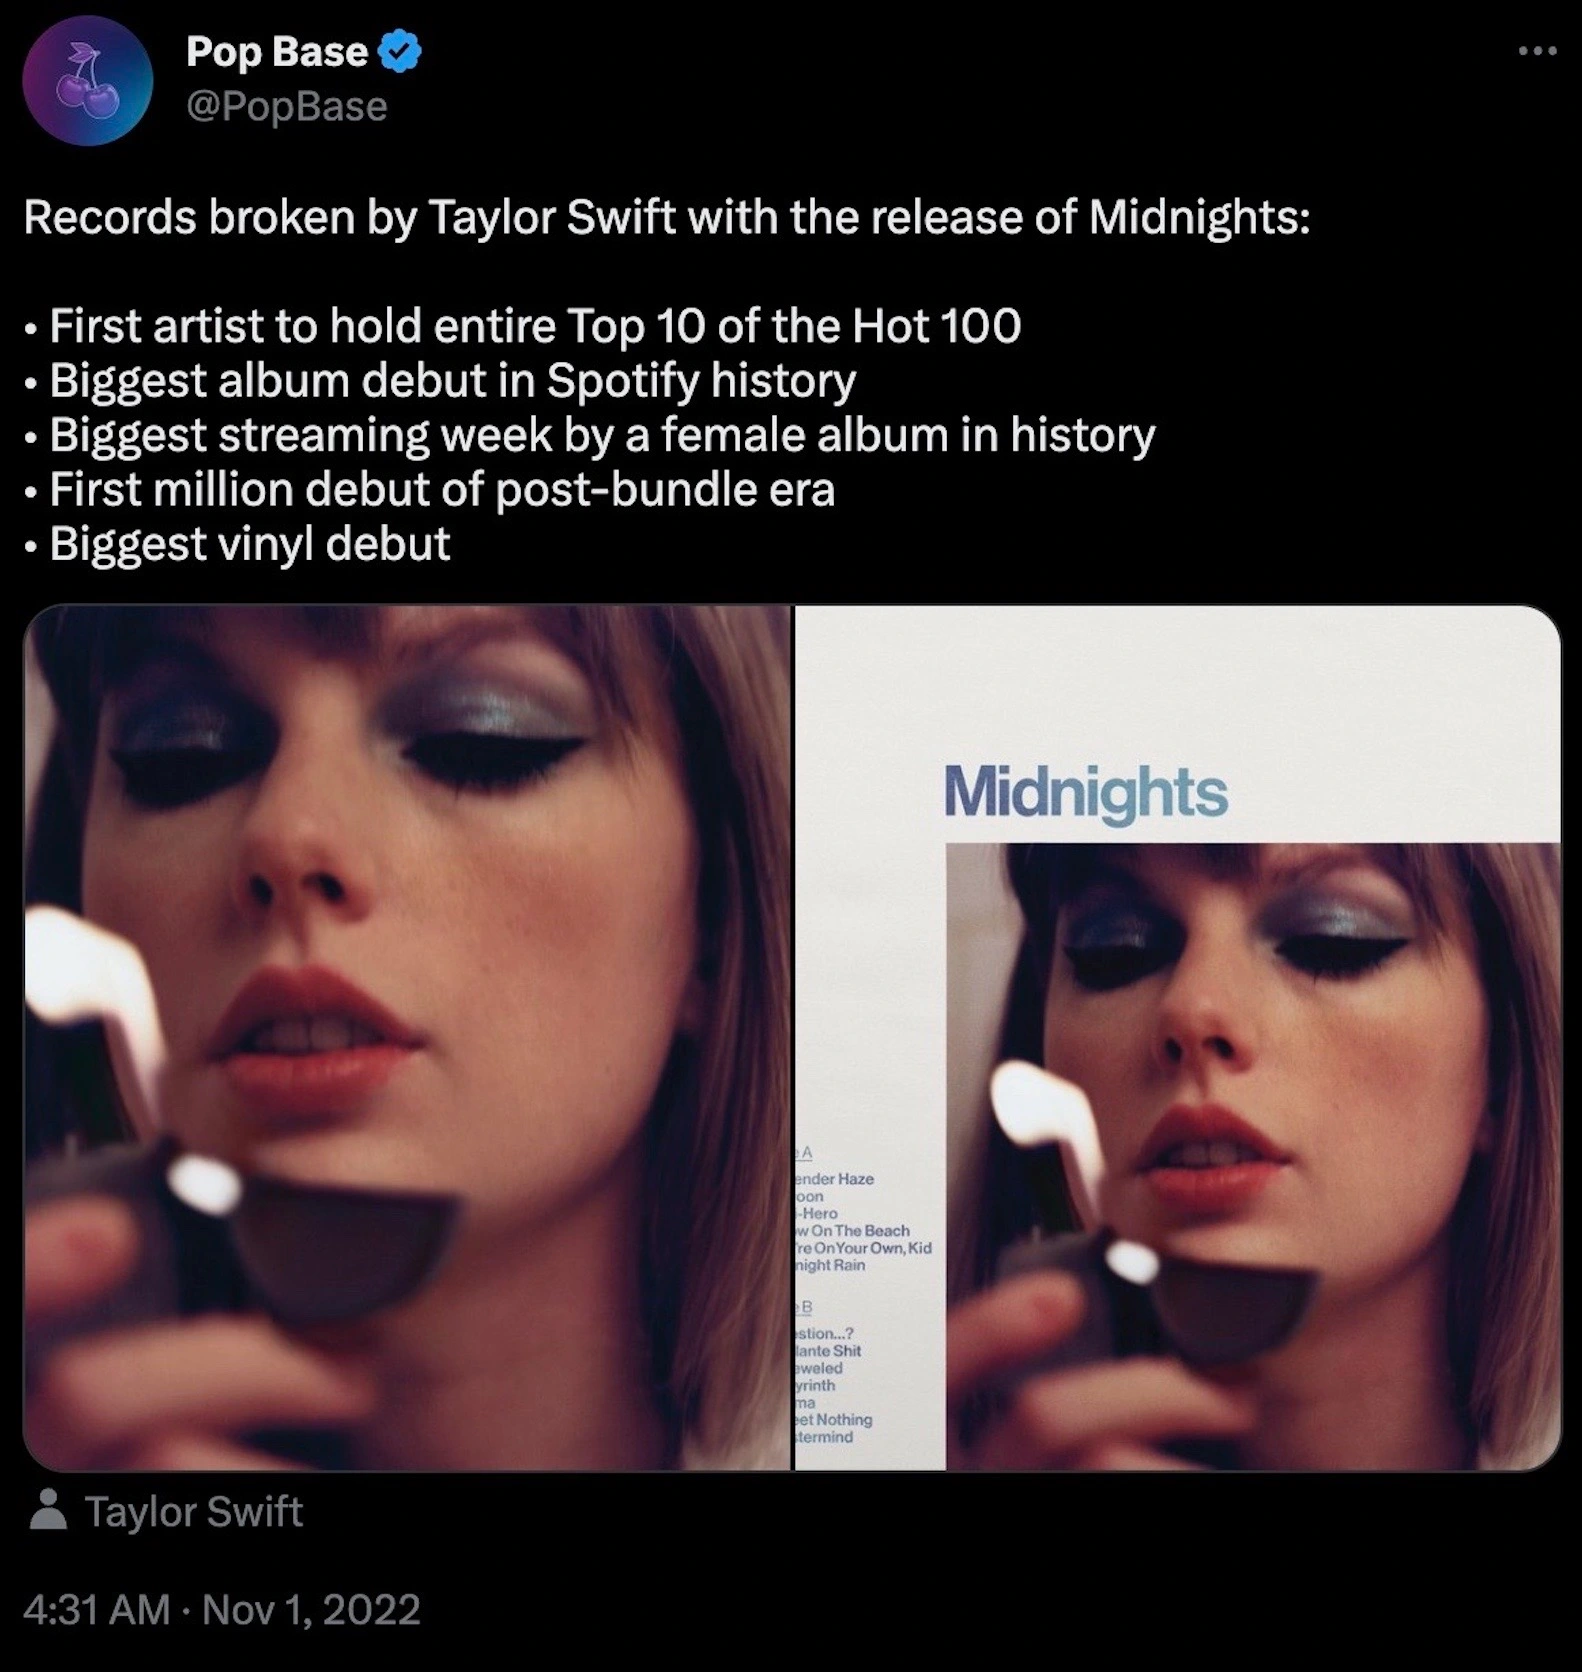 Pop Base
@PopBase
Records broken by Taylor Swift with the release of Midnights:
• First artist to hold entire Top 10 of the Hot 100
• Biggest album debut in Spotify history
• Biggest streaming week by a female album in history
• First million debut of post-bundle era
• Biggest vinyl debut
Midnights
A
ender Haze
oon
-Hero
w On The Beach
're On Your Own, Kid
night Rain
B
stion...?
lante Shit
eweled
yrinth
ma
eet Nothing
stermind
Taylor Swift
4:31 AM · Nov 1, 2022